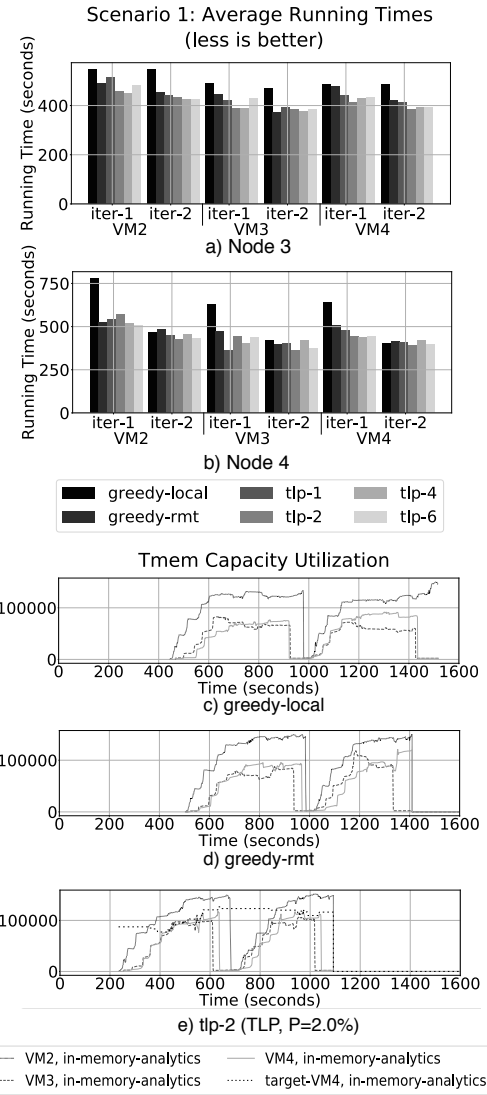 Scenario 1: Average Running Times
(less is better)
Running Time (seconds)
400
200
0
iter-1 iter-2 iter-1 iter-2 iter-1 iter-2
VM2 VM3 VM4
a) Node 3
Running Time (seconds)
750
500
250
0
iter-1 iter-2 iter-1 iter-2 iter-1 iter-2
VM2 VM3 VM4
b) Node 4
greedy-local tlp-1 tlp-4
greedy-rmt tlp-2 tlp-6
Tmem Capacity Utilization
100000
0
0 200 400 600 800 1000 1200 1400 1600
Time (seconds)
c) greedy-local
100000
0
0 200 400 600 800 1000 1200 1400 1600
Time (seconds)
d) greedy-rmt
100000
0
0 200 400 600 800 1000 1200 1400 1600
Time (seconds)
e) tlp-2 (TLP, P=2.0%)
VM2, in-memory-analytics VM4, in-memory-analytics
VM3, in-memory-analytics target-VM4, in-memory-analytics